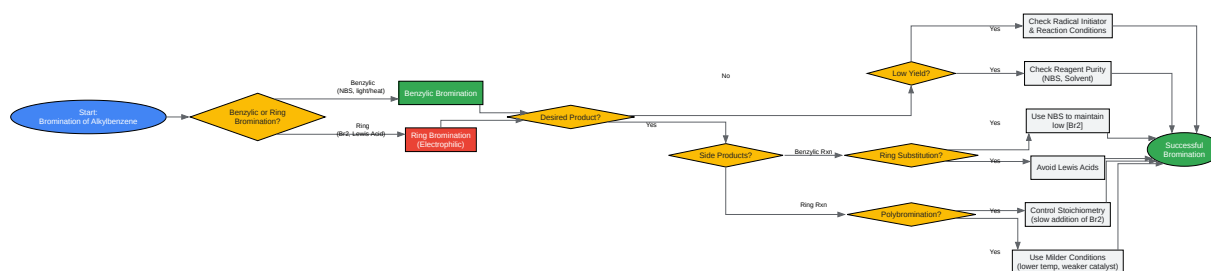 Start:
Bromination of Alkylbenzene
Benzylic or Ring
Bromination?
Benzylic
(NBS, light/heat)
Ring
(Br2, Lewis Acid)
Benzylic Bromination
Ring Bromination
(Electrophilic)
Desired Product?
No
Yes
Low Yield?
Yes
Check Radical Initiator
& Reaction Conditions
Yes
Check Reagent Purity
(NBS, Solvent)
Side Products?
Benzylic Rxn
Ring Substitution?
Yes
Use NBS to maintain
low [Br2]
Yes
Avoid Lewis Acids
Ring Rxn
Polybromination?
Yes
Control Stoichiometry
(slow addition of Br2)
Yes
Use Milder Conditions
(lower temp, weaker catalyst)
Successful
Bromination